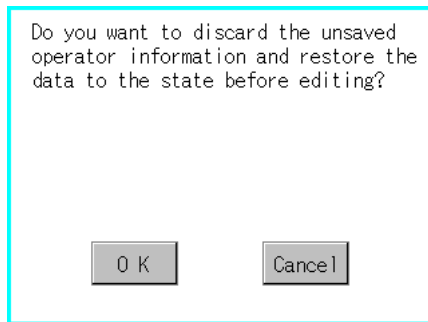 Do you want to discard the unsaved
operator information and restore the
data to the state before editing?
O K
Cancel